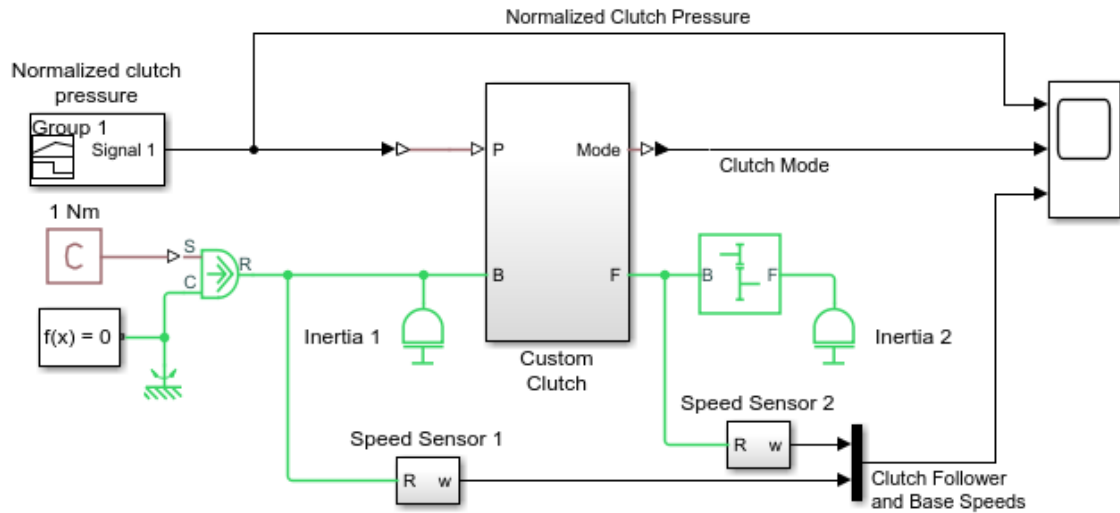 Normalized Clutch Pressure
Normalized clutch
pressure
Group 1
Signal 1
P
Mode
Clutch Mode
1 Nm
C
S
C
R
B
F
B
F
f(x) = 0
Inertia 1
Inertia 2
Custom
Clutch
Speed Sensor 2
R
w
Speed Sensor 1
R
w
Clutch Follower
and Base Speeds